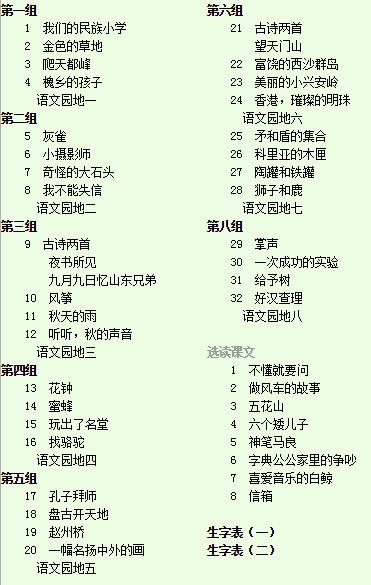 第一组
1 我们的民族小学
2 金色的草地
3 爬天都峰
4 槐乡的孩子
语文园地一
第二组
5 灰雀
6 小摄影师
7 奇怪的大石头
8 我不能失信
语文园地二
第三组
9 古诗两首
夜书所见
九月九日忆山东兄弟
10 风筝
11 秋天的雨
12 听听，秋的声音
语文园地三
第四组
13 花钟
14 蜜蜂
15 玩出了名堂
16 找骆驼
语文园地四
第五组
17 孔子拜师
18 盘古开天地
19 赵州桥
20 一幅名扬中外的画
语文园地五
第六组
21 古诗两首
望天门山
22 富饶的西沙群岛
23 美丽的小兴安岭
24 香港，璀璨的明珠
语文园地六
25 矛和盾的集合
26 科里亚的木匣
27 陶罐和铁罐
28 狮子和鹿
语文园地七
第八组
29 掌声
30 一次成功的实验
31 给予树
32 好汉查理
语文园地八
选读课文
1 不懂就要问
2 做风车的故事
3 五花山
4 六个矮儿子
5 神笔马良
6 字典公公家里的争吵
7 喜爱音乐的白鲸
8 信箱
生字表（一）
生字表（二）